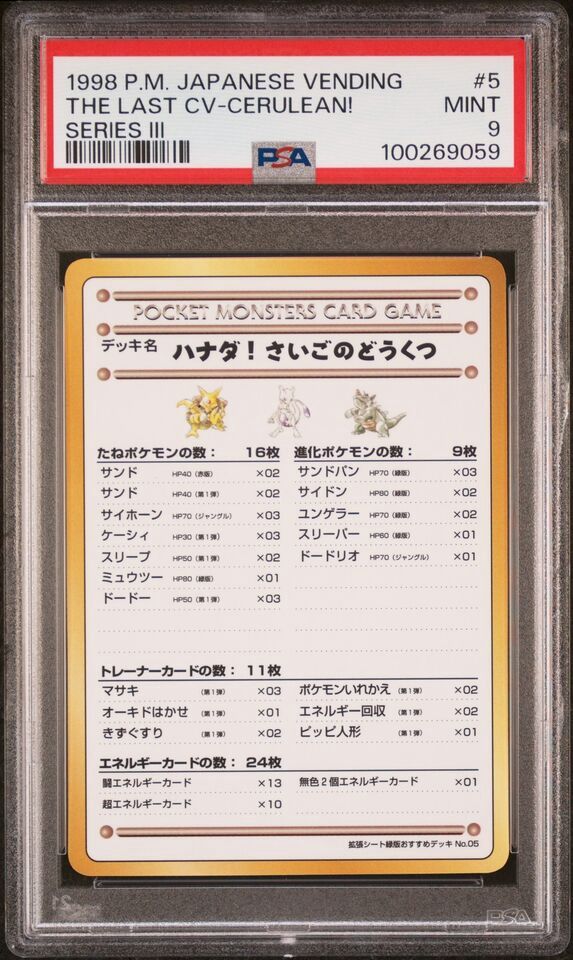 1998 P.M. JAPANESE VENDING #5
THE LAST CV-CERULEAN! MINT
SERIES III 9
PSA 100269059
POCKET MONSTERS CARD GAME
デッキ名 ハナダ！さいごのどうくつ
たねポケモンの数： 16枚 進化ポケモンの数： 9枚
サンド HP40（赤版） ×02 サンドパン HP70（緑版） ×03
サンド HP40（第1弾） ×02 サイドン HP80（緑版） ×02
サイホーン HP70（ジャングル） ×03 ユンゲラー HP70（緑版） ×02
ケーシィ HP30（第1弾） ×03 スリーパー HP60（緑版） ×01
スリープ HP50（第1弾） ×02 ドードリオ HP70（ジャングル） ×01
ミュウツー HP80（緑版） ×01
ドードー HP50（第1弾） ×03
トレーナーカードの数： 11枚
マサキ （第1弾） ×03 ポケモンいれかえ （第1弾） ×02
オーキドはかせ （第1弾） ×01 エネルギー回収 （第1弾） ×02
きずぐすり （第1弾） ×02 ピッピ人形 （第1弾） ×01
エネルギーカードの数： 24枚
闘エネルギーカード ×13 無色2個エネルギーカード ×01
超エネルギーカード ×10
拡張シート緑版おすすめデッキ No.05
PSA